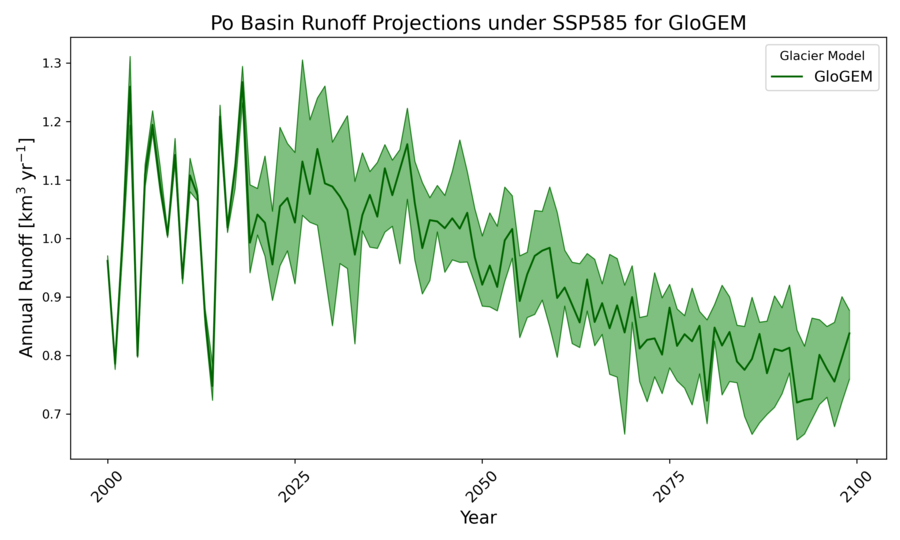 Po Basin Runoff Projections under SSP585 for GloGEM
Glacier Model
GloGEM
Annual Runoff [km³ yr⁻¹]
1.3
1.2
1.1
1.0
0.9
0.8
0.7
2000
2025
2050
2075
2100
Year